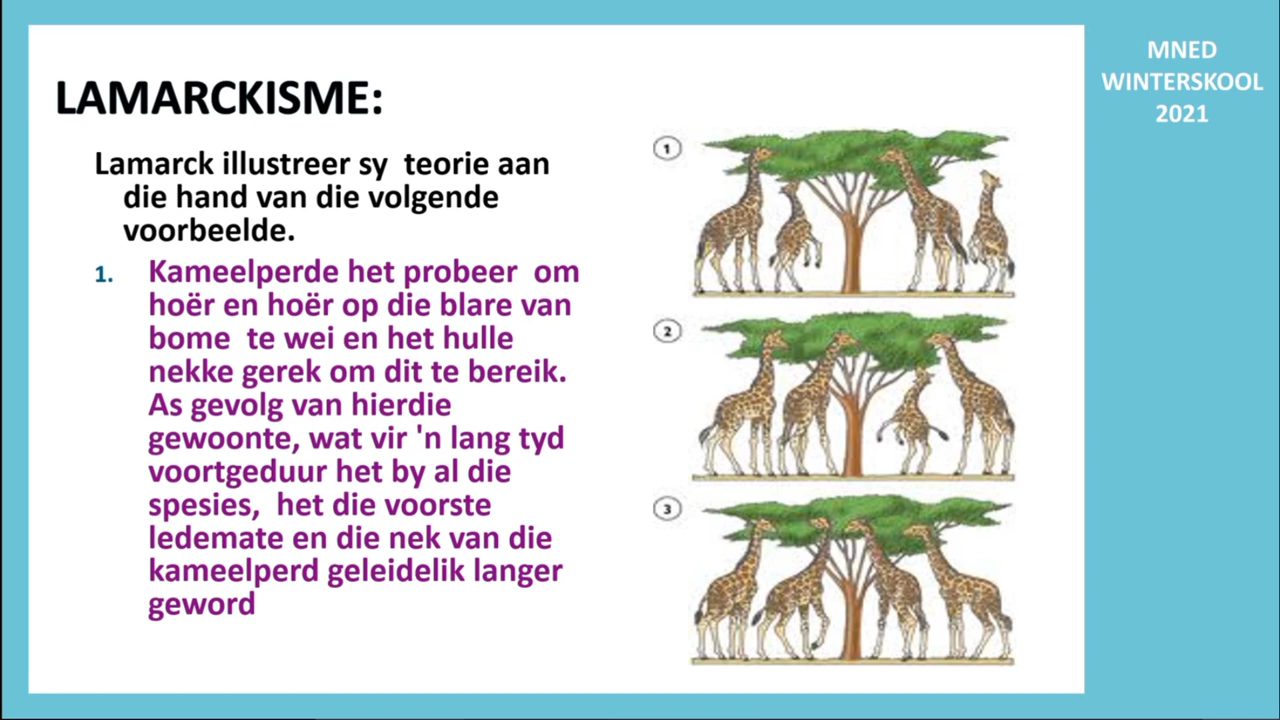 LAMARCKISME:
Lamarck illustreer sy teorie aan
die hand van die volgende
voorbeelde.
1. Kameelperde het probeer om
hoër en hoër op die blare van
bome te wei en het hulle
nekke gerek om dit te bereik.
As gevolg van hierdie
gewoonte, wat vir 'n lang tyd
voortgeduur het by al die
spesies, het die voorste
ledemate en die nek van die
kameelperd geleidelik langer
geword
1
2
3
MNED
WINTERSKOOL
2021